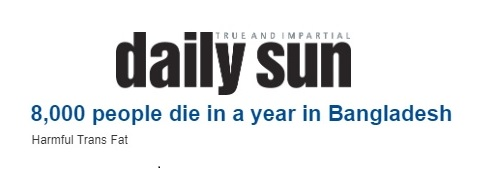 TRUE AND IMPARTIAL
daily sun
8,000 people die in a year in Bangladesh
Harmful Trans Fat
.